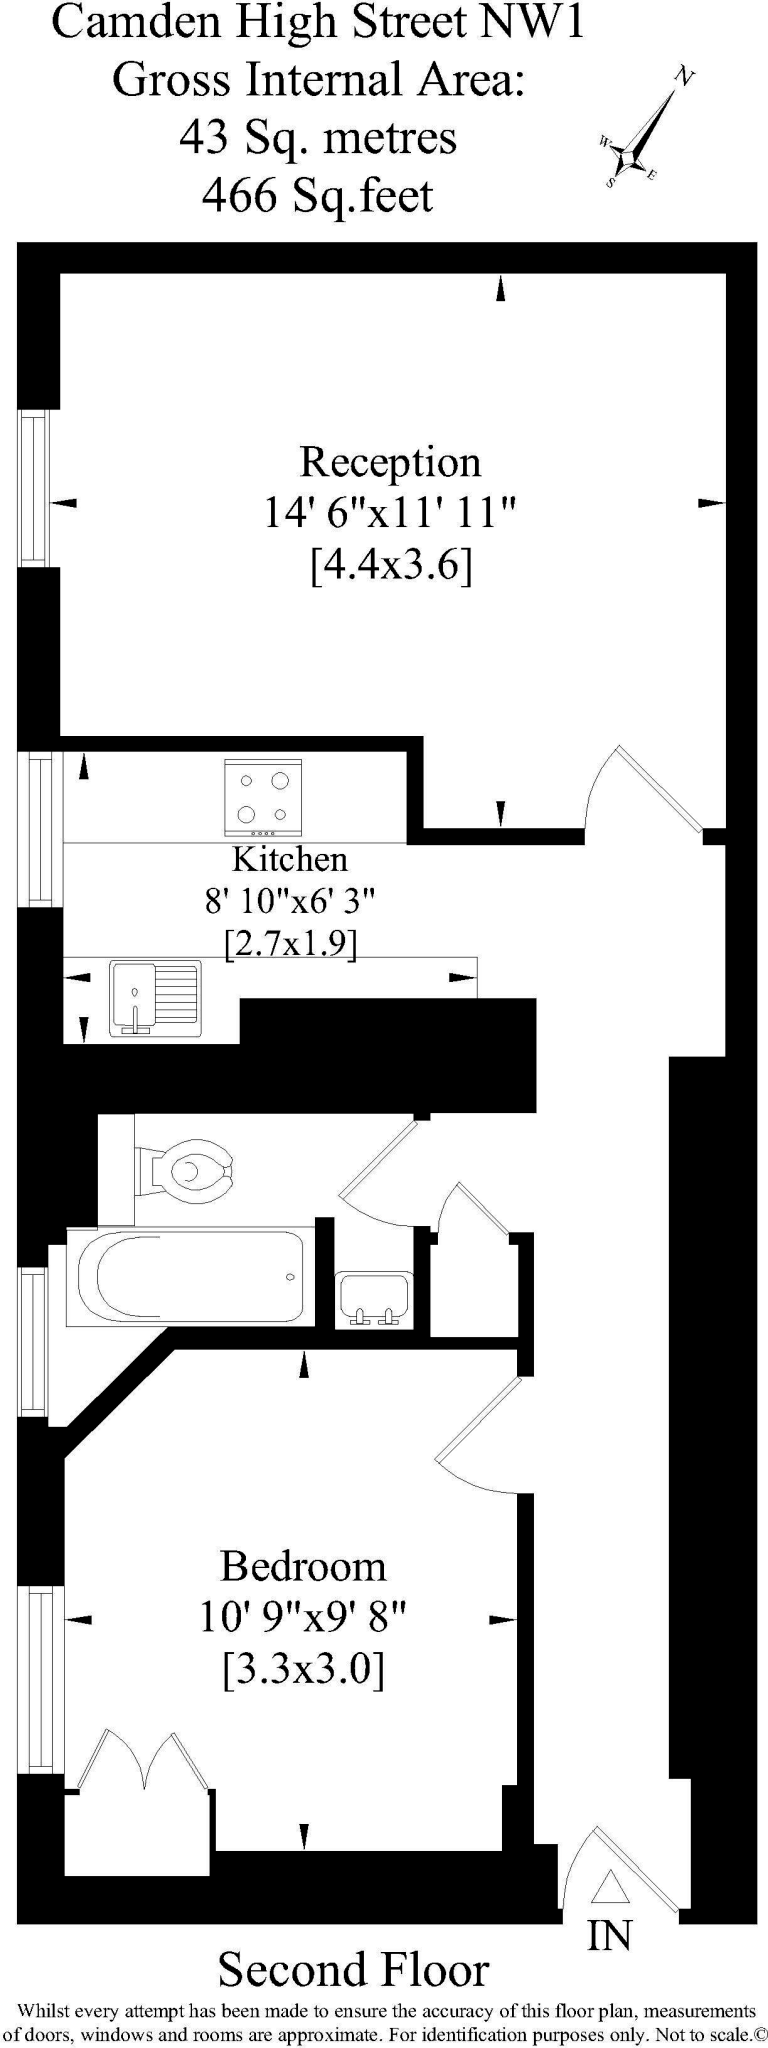 Camden High Street NW1
Gross Internal Area:
43 Sq. metres
466 Sq.feet
N
W
E
S
Reception
14' 6"x11' 11"
[4.4x3.6]
Kitchen
8' 10"x6' 3"
[2.7x1.9]
Bedroom
10' 9"x9' 8"
[3.3x3.0]
IN
Second Floor
Whilst every attempt has been made to ensure the accuracy of this floor plan, measurements
of doors, windows and rooms are approximate. For identification purposes only. Not to scale.©